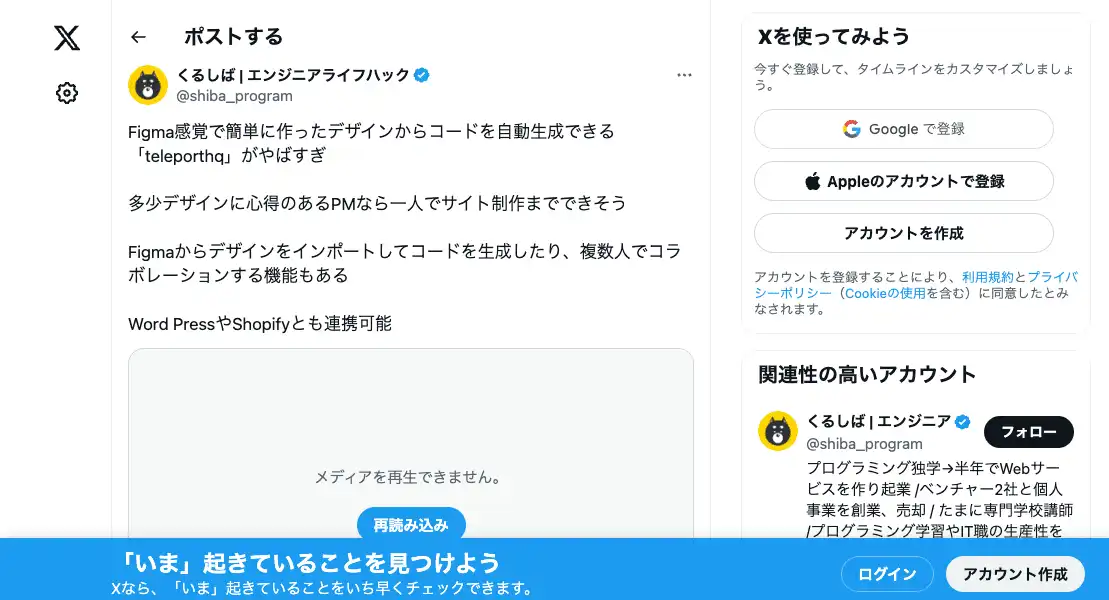 ポストする
くるしば | エンジニアライフハック
@shiba_program
Figma感覚で簡単に作ったデザインからコードを自動生成できる
「teleporthq」がやばすぎ
多少デザインに心得のあるPMなら一人でサイト制作までできそう
Figmaからデザインをインポートしてコードを生成したり、複数人でコラ
ボレーションする機能もある
Word PressやShopifyとも連携可能
メディアを再生できません。
再読み込み
Xを使ってみよう
今すぐ登録して、タイムラインをカスタマイズしましょ
う。
Google で登録
Appleのアカウントで登録
アカウントを作成
アカウントを登録することにより、利用規約とプライバ
シーポリシー（Cookieの使用を含む）に同意したとみ
なされます。
関連性の高いアカウント
くるしば | エンジニア
@shiba_program
フォロー
プログラミング独学→半年でWebサー
ビスを作り起業 /ベンチャー2社と個人
事業を創業、売却 / たまに専門学校講師
/プログラミング学習やIT職の生産性を
「いま」起きていることを見つけよう
Xなら、「いま」起きていることをいち早くチェックできます。
ログイン
アカウント作成